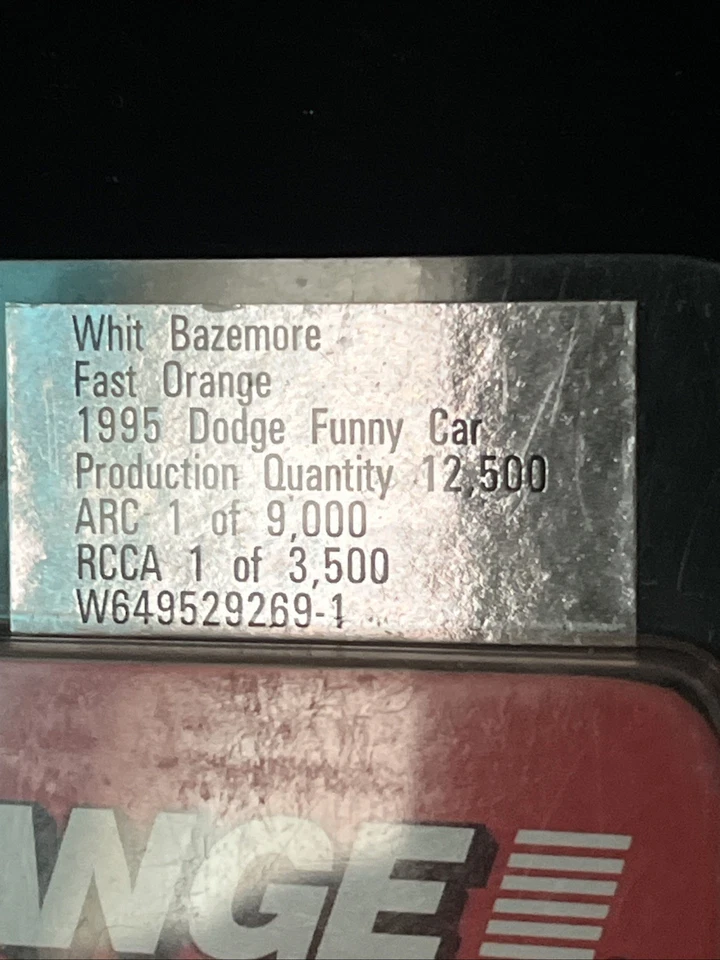 Whit Bazemore
Fast Orange
1995 Dodge Funny Car
Production Quantity 12,500
ARC 1 of 9,000
RCCA 1 of 3,500
W649529269-1
ANGE